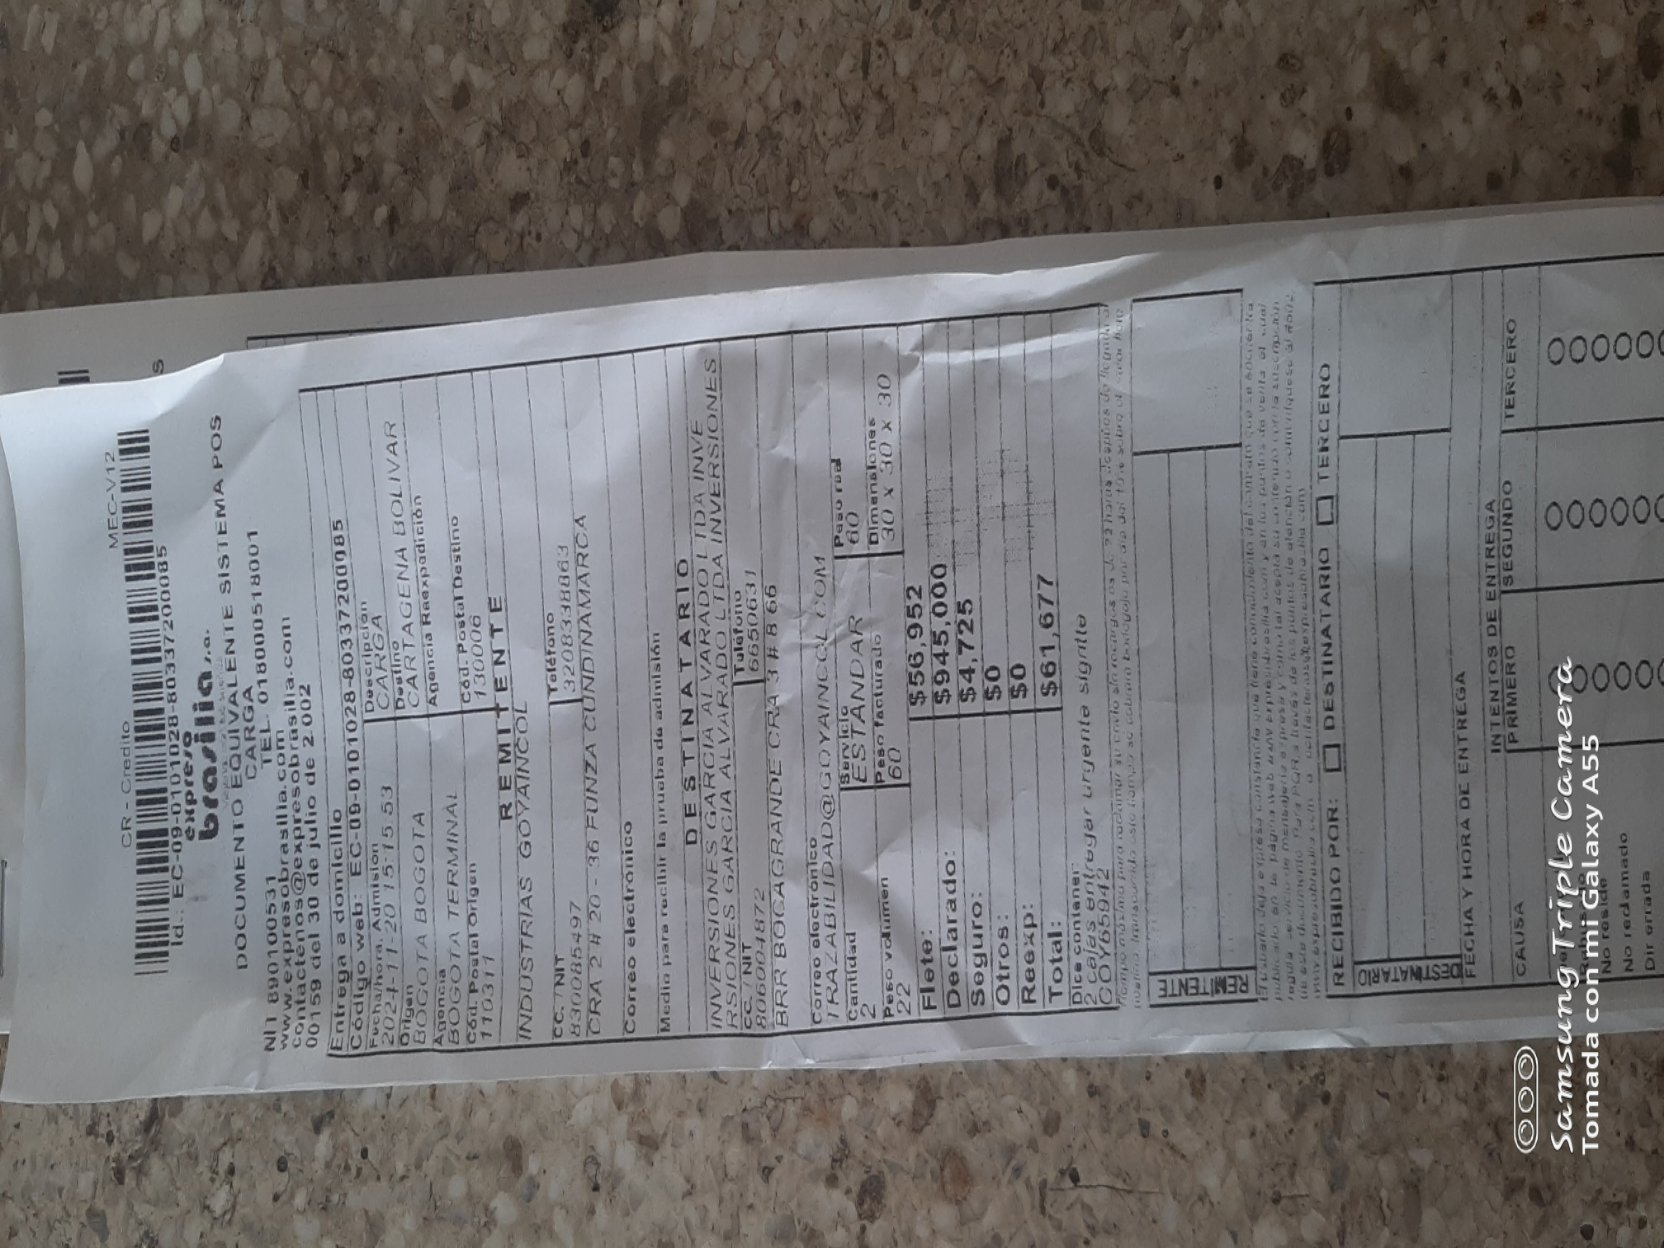 CR - Credito MEC-V12
Id.: EC-09-0101028-80337200085
expreso
brasilia s.a.
DOCUMENTO EQUIVALENTE SISTEMA POS
CARGA
TEL. 018000518001
NIT 890100531
www.expresobrasilia.com
contactenos@expresobrasilia.com
00159 del 30 de julio de 2002
Entrega a domicilio
Código web: EC-09-0101028-80337200085
Fecha/hora. Admisión Descripción
2024-11-20 15:15:53 CARGA
Origen Destino
BOGOTA BOGOTA CARTAGENA BOLIVAR
Agencia Agencia Reexpedición
BOGOTA TERMINAL
Cód. Postal Origen Cód. Postal Destino
110311 130006
REMITENTE
INDUSTRIAS GOYAINCOL
CC. / NIT Teléfono
830085497 3208338863
CRA 2 # 20 - 36 FUNZA CUNDINAMARCA
Correo electrónico
Medio para recibir la prueba de admisión
DESTINATARIO
INVERSIONES GARCIA ALVARADO LTDA INVE
RSIONES GARCIA ALVARADO LTDA INVERSIONES
CC. / NIT Teléfono
806004872 6650631
BRR BOCAGRANDE CRA 3 # 8 66
Correo electrónico
TRAZABILIDAD@GOYAINCOL.COM
Cantidad Servicio Peso real
2 ESTANDAR 60
Peso volumen Peso facturado Dimensiones
22 60 30 x 30 x 30
Flete: $56,952
Declarado: $945,000
Seguro: $4,725
Otros: $0
Reexp: $0
Total: $61,677
Dice contener
2 cajas entregar urgente sigritte
GOY65942
REMITENTE
RECIBIDO POR: DESTINATARIO TERCERO
DESTINATARIO
FECHA Y HORA DE ENTREGA
INTENTOS DE ENTREGA
CAUSA PRIMERO SEGUNDO TERCERO
No reside
No reclamado
Dir errada
Samsung Triple Camera
Tomada con mi Galaxy A55